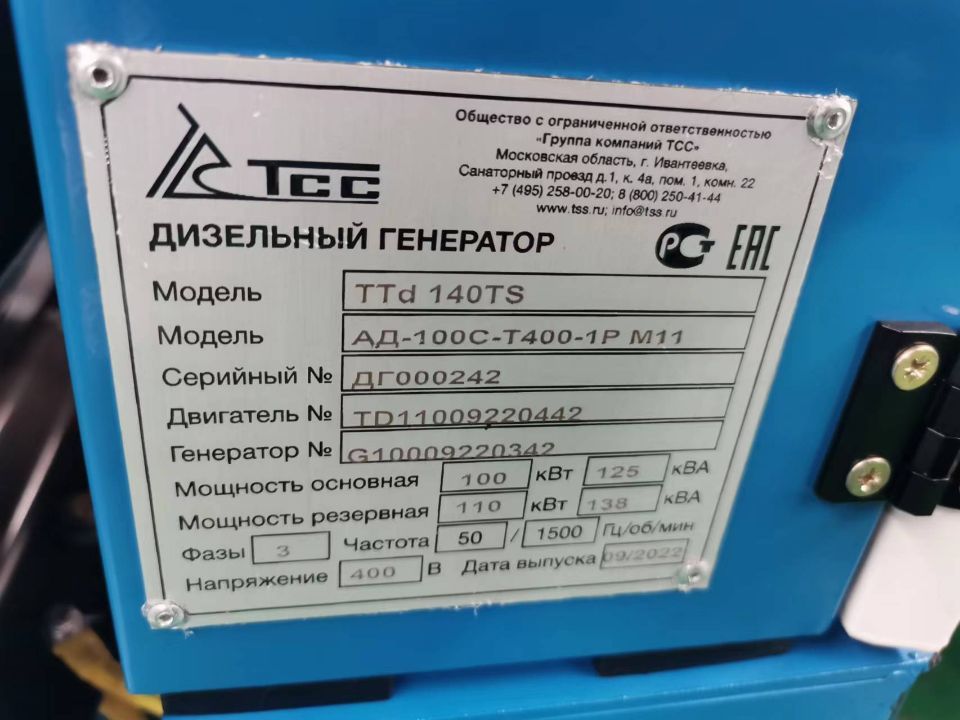 ТСС
Общество с ограниченной ответственностью
«Группа компаний ТСС»
Московская область, г. Ивантеевка,
Санаторный проезд д.1, к. 4а, пом. 1, комн. 22
+7 (495) 258-00-20; 8 (800) 250-41-44
www.tss.ru; info@tss.ru
ДИЗЕЛЬНЫЙ ГЕНЕРАТОР РСТ EAC
Модель TTd 140TS
Модель АД-100С-Т400-1Р М11
Серийный № ДГ000242
Двигатель № TD11009220442
Генератор № G10009220342
Мощность основная 100 кВт 125 кВА
Мощность резервная 110 кВт 138 кВА
Фазы 3 Частота 50 / 1500 Гц/об/мин
Напряжение 400 В Дата выпуска 09/2022